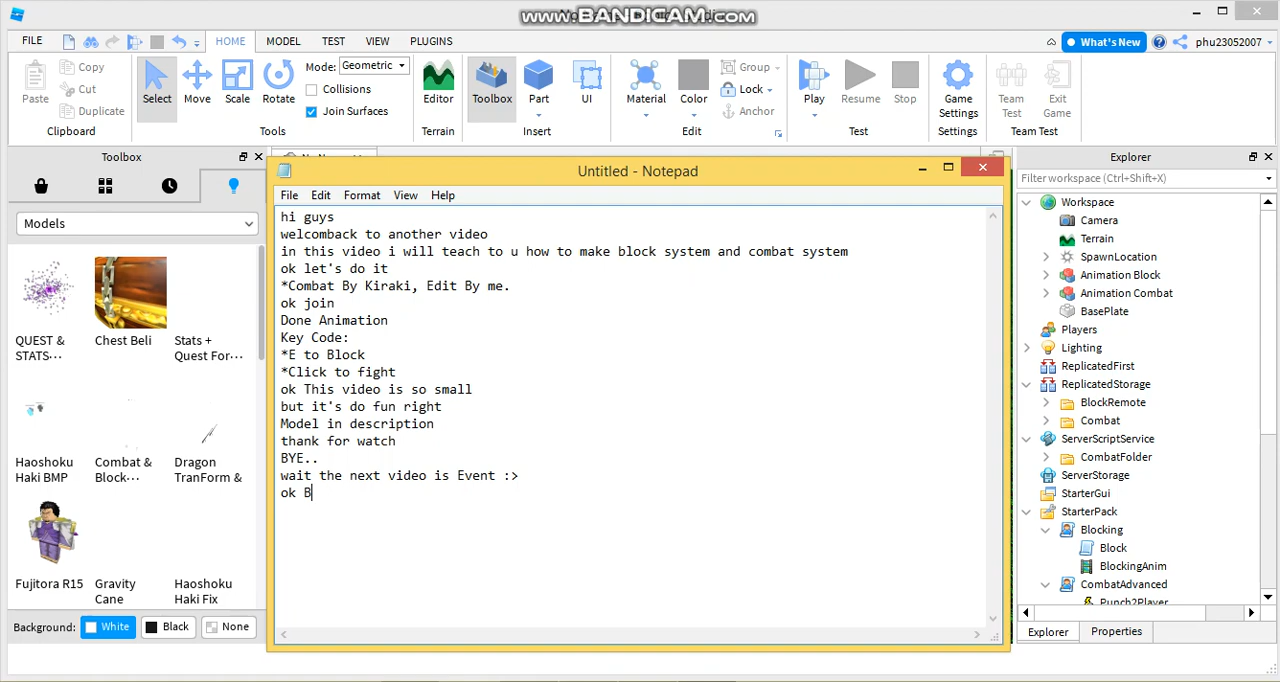 www.BANDICAM.com
FILE
HOME
MODEL
TEST
VIEW
PLUGINS
What's New
phu23052007
Paste
Copy
Cut
Duplicate
Clipboard
Select
Move
Scale
Rotate
Mode:
Geometric
Collisions
Join Surfaces
Tools
Editor
Terrain
Toolbox
Part
UI
Insert
Material
Color
Group
Lock
Anchor
Edit
Play
Resume
Stop
Test
Game
Settings
Settings
Team
Test
Exit
Game
Team Test
Toolbox
Models
QUEST &
STATS...
Chest Beli
Stats +
Quest For...
Haoshoku
Haki BMP
Combat &
Block...
Dragon
TranForm &
Fujitora R15
Gravity
Cane
Haoshoku
Haki Fix
Background:
White
Black
None
Untitled - Notepad
File
Edit
Format
View
Help
hi guys
welcomback to another video
in this video i will teach to u how to make block system and combat system
ok let's do it
*Combat By Kiraki, Edit By me.
ok join
Done Animation
Key Code:
*E to Block
*Click to fight
ok This video is so small
but it's do fun right
Model in description
thank for watch
BYE..
wait the next video is Event :>
ok B
Explorer
Filter workspace (Ctrl+Shift+X)
Workspace
Camera
Terrain
SpawnLocation
Animation Block
Animation Combat
BasePlate
Players
Lighting
ReplicatedFirst
ReplicatedStorage
BlockRemote
Combat
ServerScriptService
CombatFolder
ServerStorage
StarterGui
StarterPack
Blocking
Block
BlockingAnim
CombatAdvanced
Punch2Player
Explorer
Properties